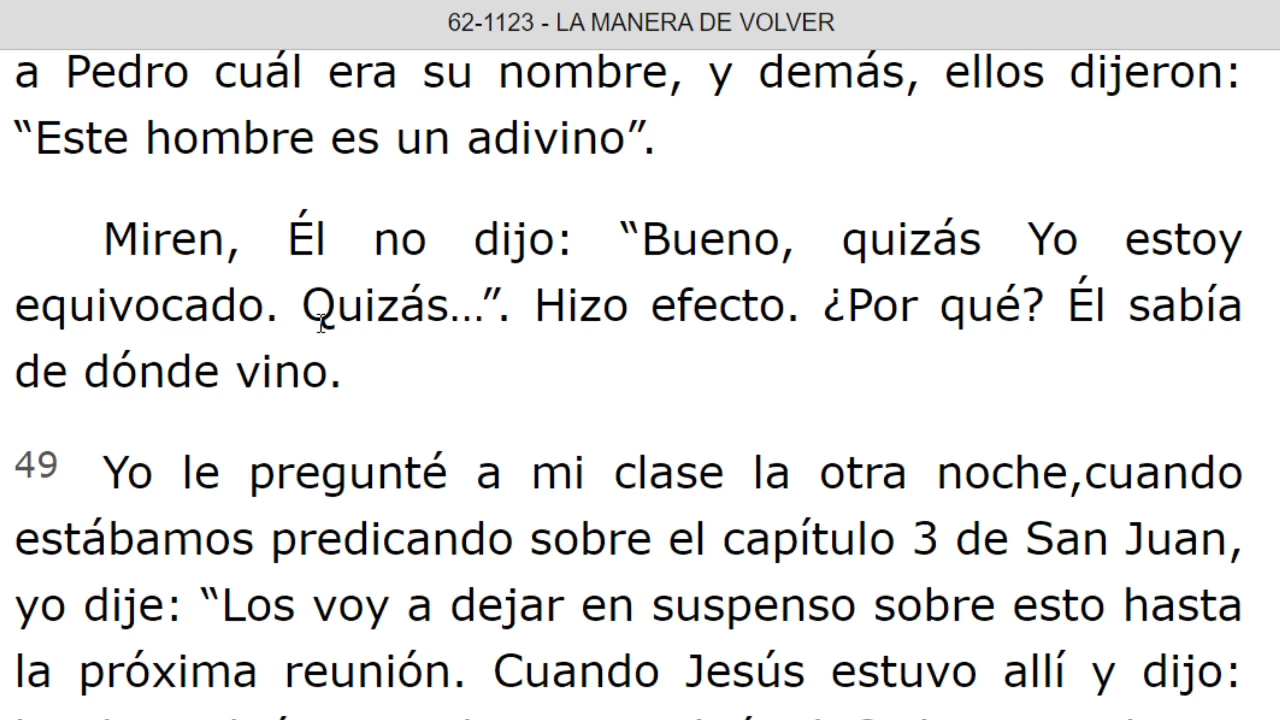 62-1123 - LA MANERA DE VOLVER
a Pedro cuál era su nombre, y demás, ellos dijeron:
“Este hombre es un adivino”.
Miren, Él no dijo: “Bueno, quizás Yo estoy
equivocado. Quizás…”. Hizo efecto. ¿Por qué? Él sabía
de dónde vino.
49 Yo le pregunté a mi clase la otra noche,cuando
estábamos predicando sobre el capítulo 3 de San Juan,
yo dije: “Los voy a dejar en suspenso sobre esto hasta
la próxima reunión. Cuando Jesús estuvo allí y dijo: